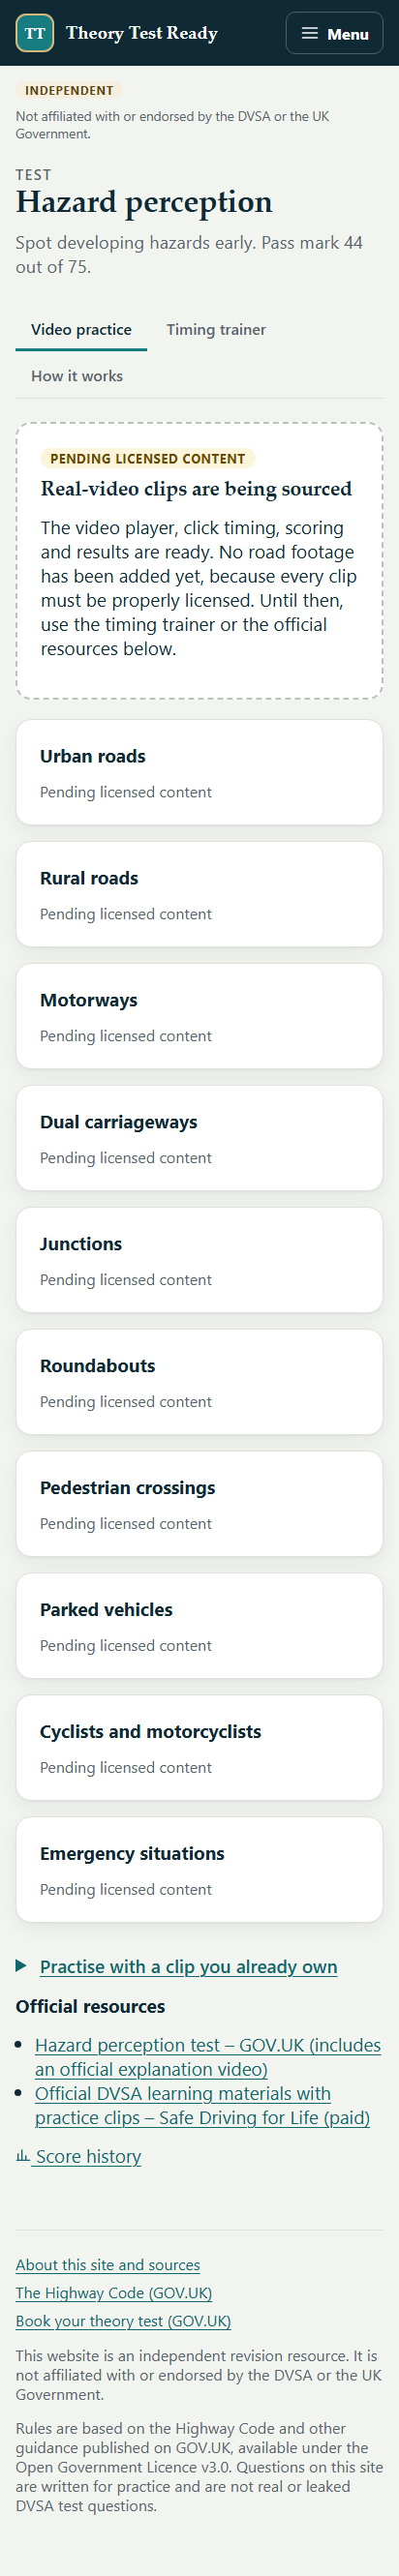 TT Theory Test Ready Menu
INDEPENDENT
Not affiliated with or endorsed by the DVSA or the UK
Government.
TEST
Hazard perception
Spot developing hazards early. Pass mark 44
out of 75.
Video practice Timing trainer
How it works
PENDING LICENSED CONTENT
Real-video clips are being sourced
The video player, click timing, scoring
and results are ready. No road footage
has been added yet, because every clip
must be properly licensed. Until then,
use the timing trainer or the official
resources below.
Urban roads
Pending licensed content
Rural roads
Pending licensed content
Motorways
Pending licensed content
Dual carriageways
Pending licensed content
Junctions
Pending licensed content
Roundabouts
Pending licensed content
Pedestrian crossings
Pending licensed content
Parked vehicles
Pending licensed content
Cyclists and motorcyclists
Pending licensed content
Emergency situations
Pending licensed content
Practise with a clip you already own
Official resources
Hazard perception test – GOV.UK (includes
an official explanation video)
Official DVSA learning materials with
practice clips – Safe Driving for Life (paid)
Score history
About this site and sources
The Highway Code (GOV.UK)
Book your theory test (GOV.UK)
This website is an independent revision resource. It is
not affiliated with or endorsed by the DVSA or the UK
Government.
Rules are based on the Highway Code and other
guidance published on GOV.UK, available under the
Open Government Licence v3.0. Questions on this site
are written for practice and are not real or leaked
DVSA test questions.